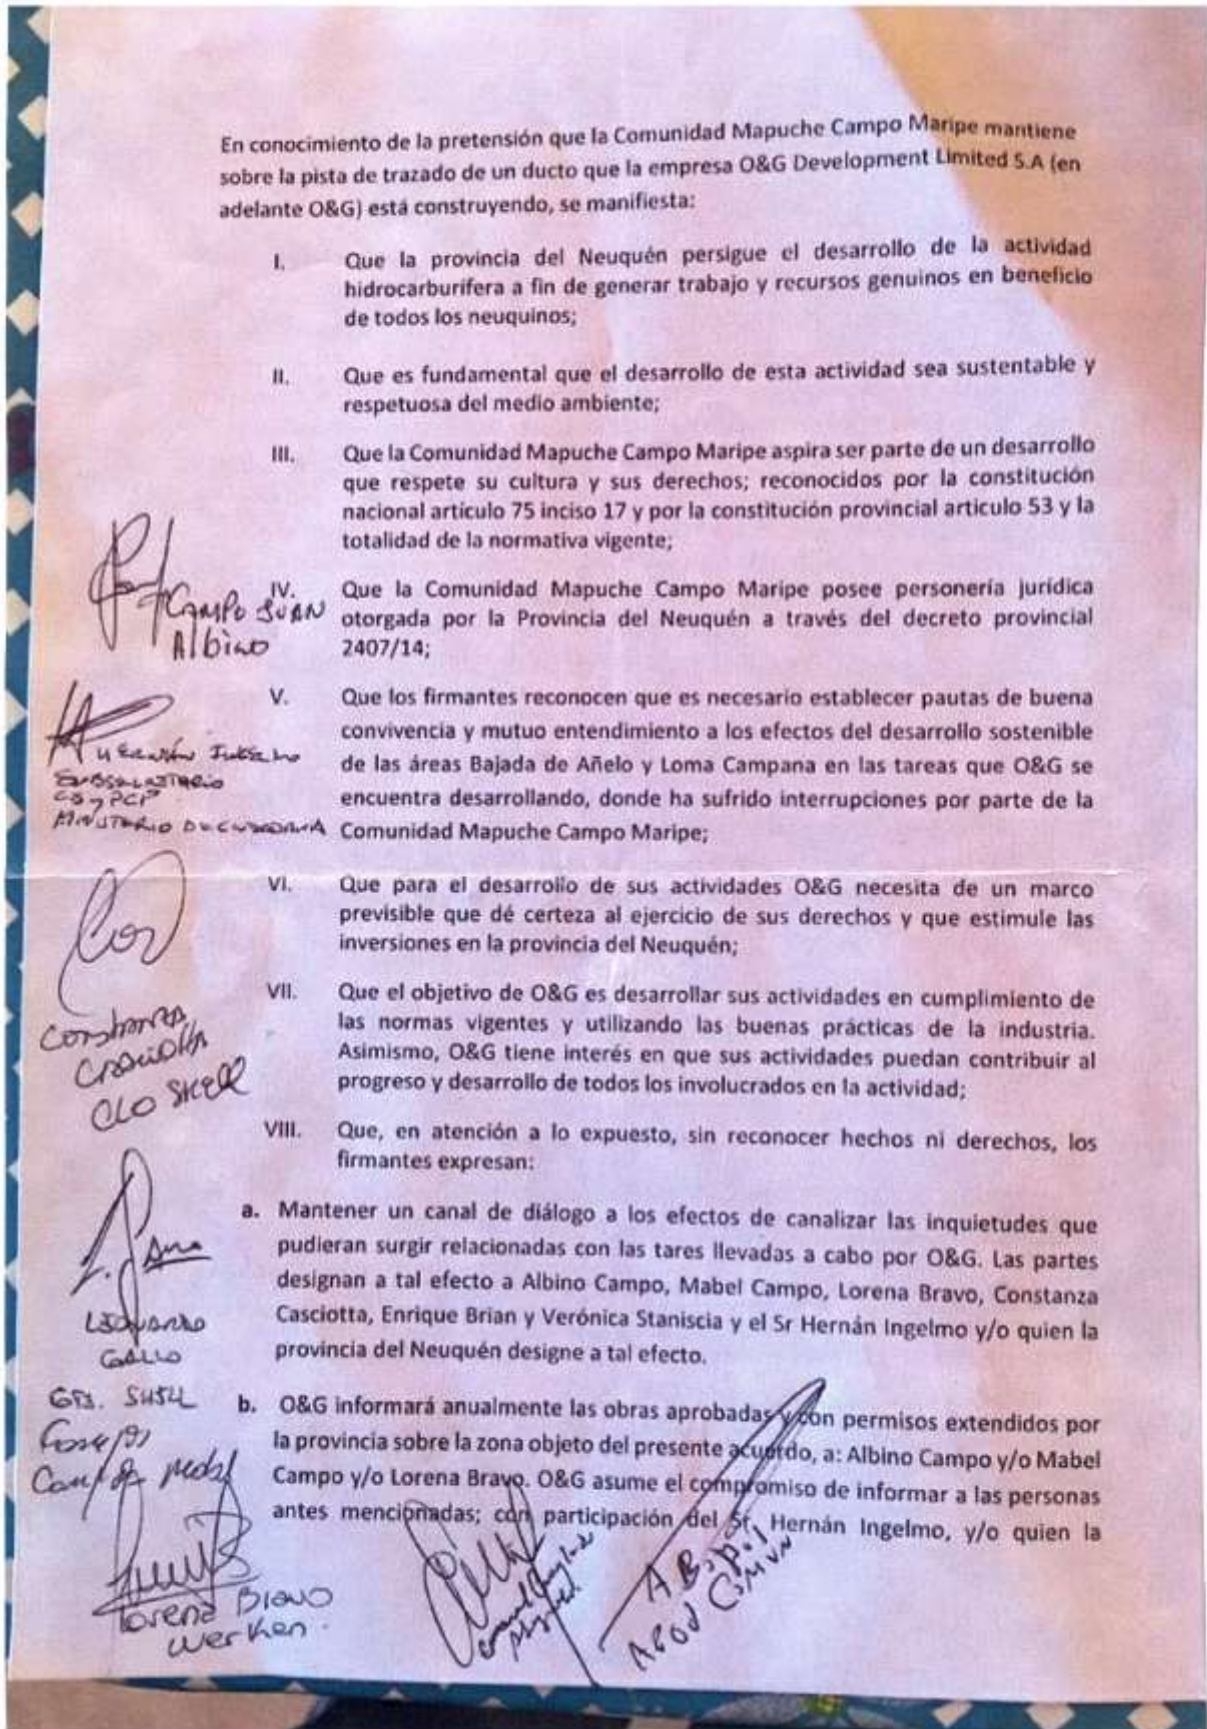 En conocimiento de la pretensión que la Comunidad Mapuche Campo Maripe mantiene
sobre la pista de trazado de un ducto que la empresa O&G Development Limited S.A (en
adelante O&G) está construyendo, se manifiesta:
I. Que la provincia del Neuquén persigue el desarrollo de la actividad
hidrocarburífera a fin de generar trabajo y recursos genuinos en beneficio
de todos los neuquinos;
II. Que es fundamental que el desarrollo de esta actividad sea sustentable y
respetuosa del medio ambiente;
III. Que la Comunidad Mapuche Campo Maripe aspira ser parte de un desarrollo
que respete su cultura y sus derechos; reconocidos por la constitución
nacional artículo 75 inciso 17 y por la constitución provincial articulo 53 y la
totalidad de la normativa vigente;
IV. Que la Comunidad Mapuche Campo Maripe posee personería jurídica
otorgada por la Provincia del Neuquén a través del decreto provincial
2407/14;
CAMPO JUAN
Albino
V. Que los firmantes reconocen que es necesario establecer pautas de buena
convivencia y mutuo entendimiento a los efectos del desarrollo sostenible
de las áreas Bajada de Añelo y Loma Campana en las tareas que O&G se
encuentra desarrollando, donde ha sufrido interrupciones por parte de la
Comunidad Mapuche Campo Maripe;
VI. Que para el desarrollo de sus actividades O&G necesita de un marco
previsible que dé certeza al ejercicio de sus derechos y que estimule las
inversiones en la provincia del Neuquén;
VII. Que el objetivo de O&G es desarrollar sus actividades en cumplimiento de
las normas vigentes y utilizando las buenas prácticas de la industria.
Asimismo, O&G tiene interés en que sus actividades puedan contribuir al
progreso y desarrollo de todos los involucrados en la actividad;
Constanza
VIII. Que, en atención a lo expuesto, sin reconocer hechos ni derechos, los
firmantes expresan:
a. Mantener un canal de diálogo a los efectos de canalizar las inquietudes que
pudieran surgir relacionadas con las tares llevadas a cabo por O&G. Las partes
designan a tal efecto a Albino Campo, Mabel Campo, Lorena Bravo, Constanza
Casciotta, Enrique Brian y Verónica Staniscia y el Sr Hernán Ingelmo y/o quien la
provincia del Neuquén designe a tal efecto.
Leonardo
Gallo
b. O&G informará anualmente las obras aprobadas y con permisos extendidos por
la provincia sobre la zona objeto del presente acuerdo, a: Albino Campo y/o Mabel
Campo y/o Lorena Bravo. O&G asume el compromiso de informar a las personas
antes mencionadas; con participación del Sr. Hernán Ingelmo, y/o quien la
Lorena Bravo
Werken